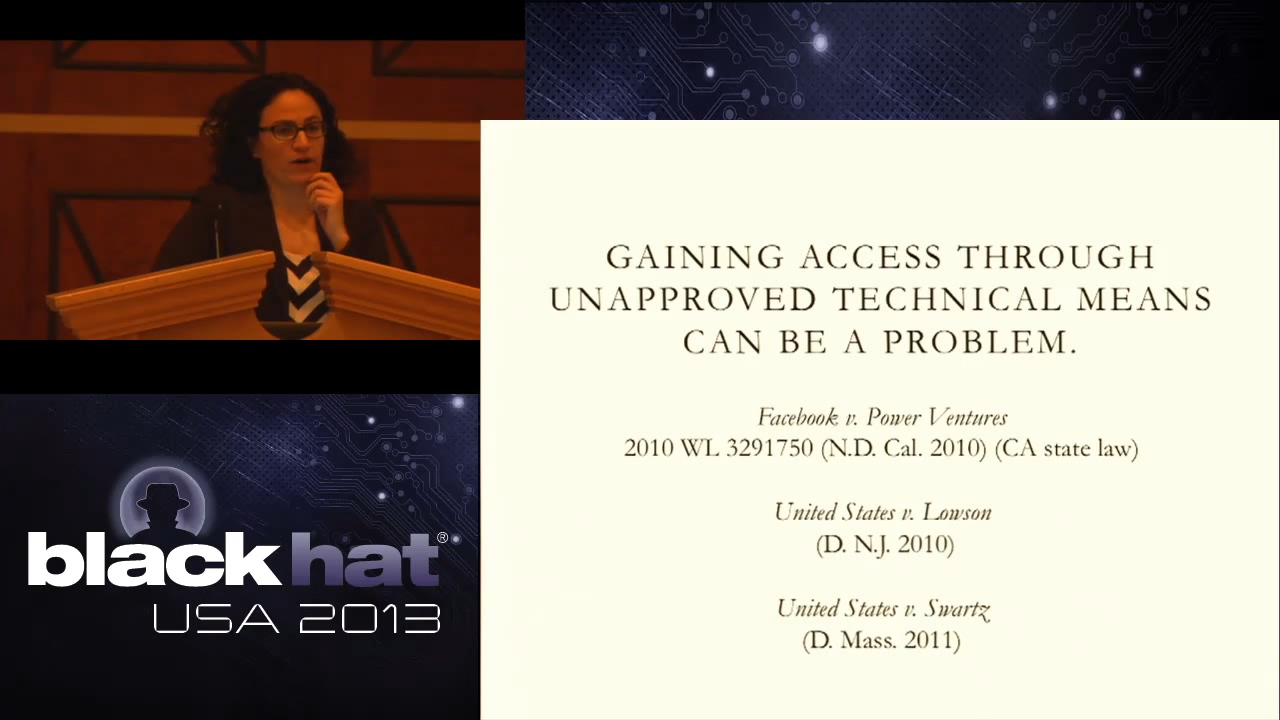 GAINING ACCESS THROUGH
UNAPPROVED TECHNICAL MEANS
CAN BE A PROBLEM.
Facebook v. Power Ventures
2010 WL 3291750 (N.D. Cal. 2010) (CA state law)
United States v. Lowson
(D. N.J. 2010)
United States v. Swartz
(D. Mass. 2011)
black hat®
USA 2013